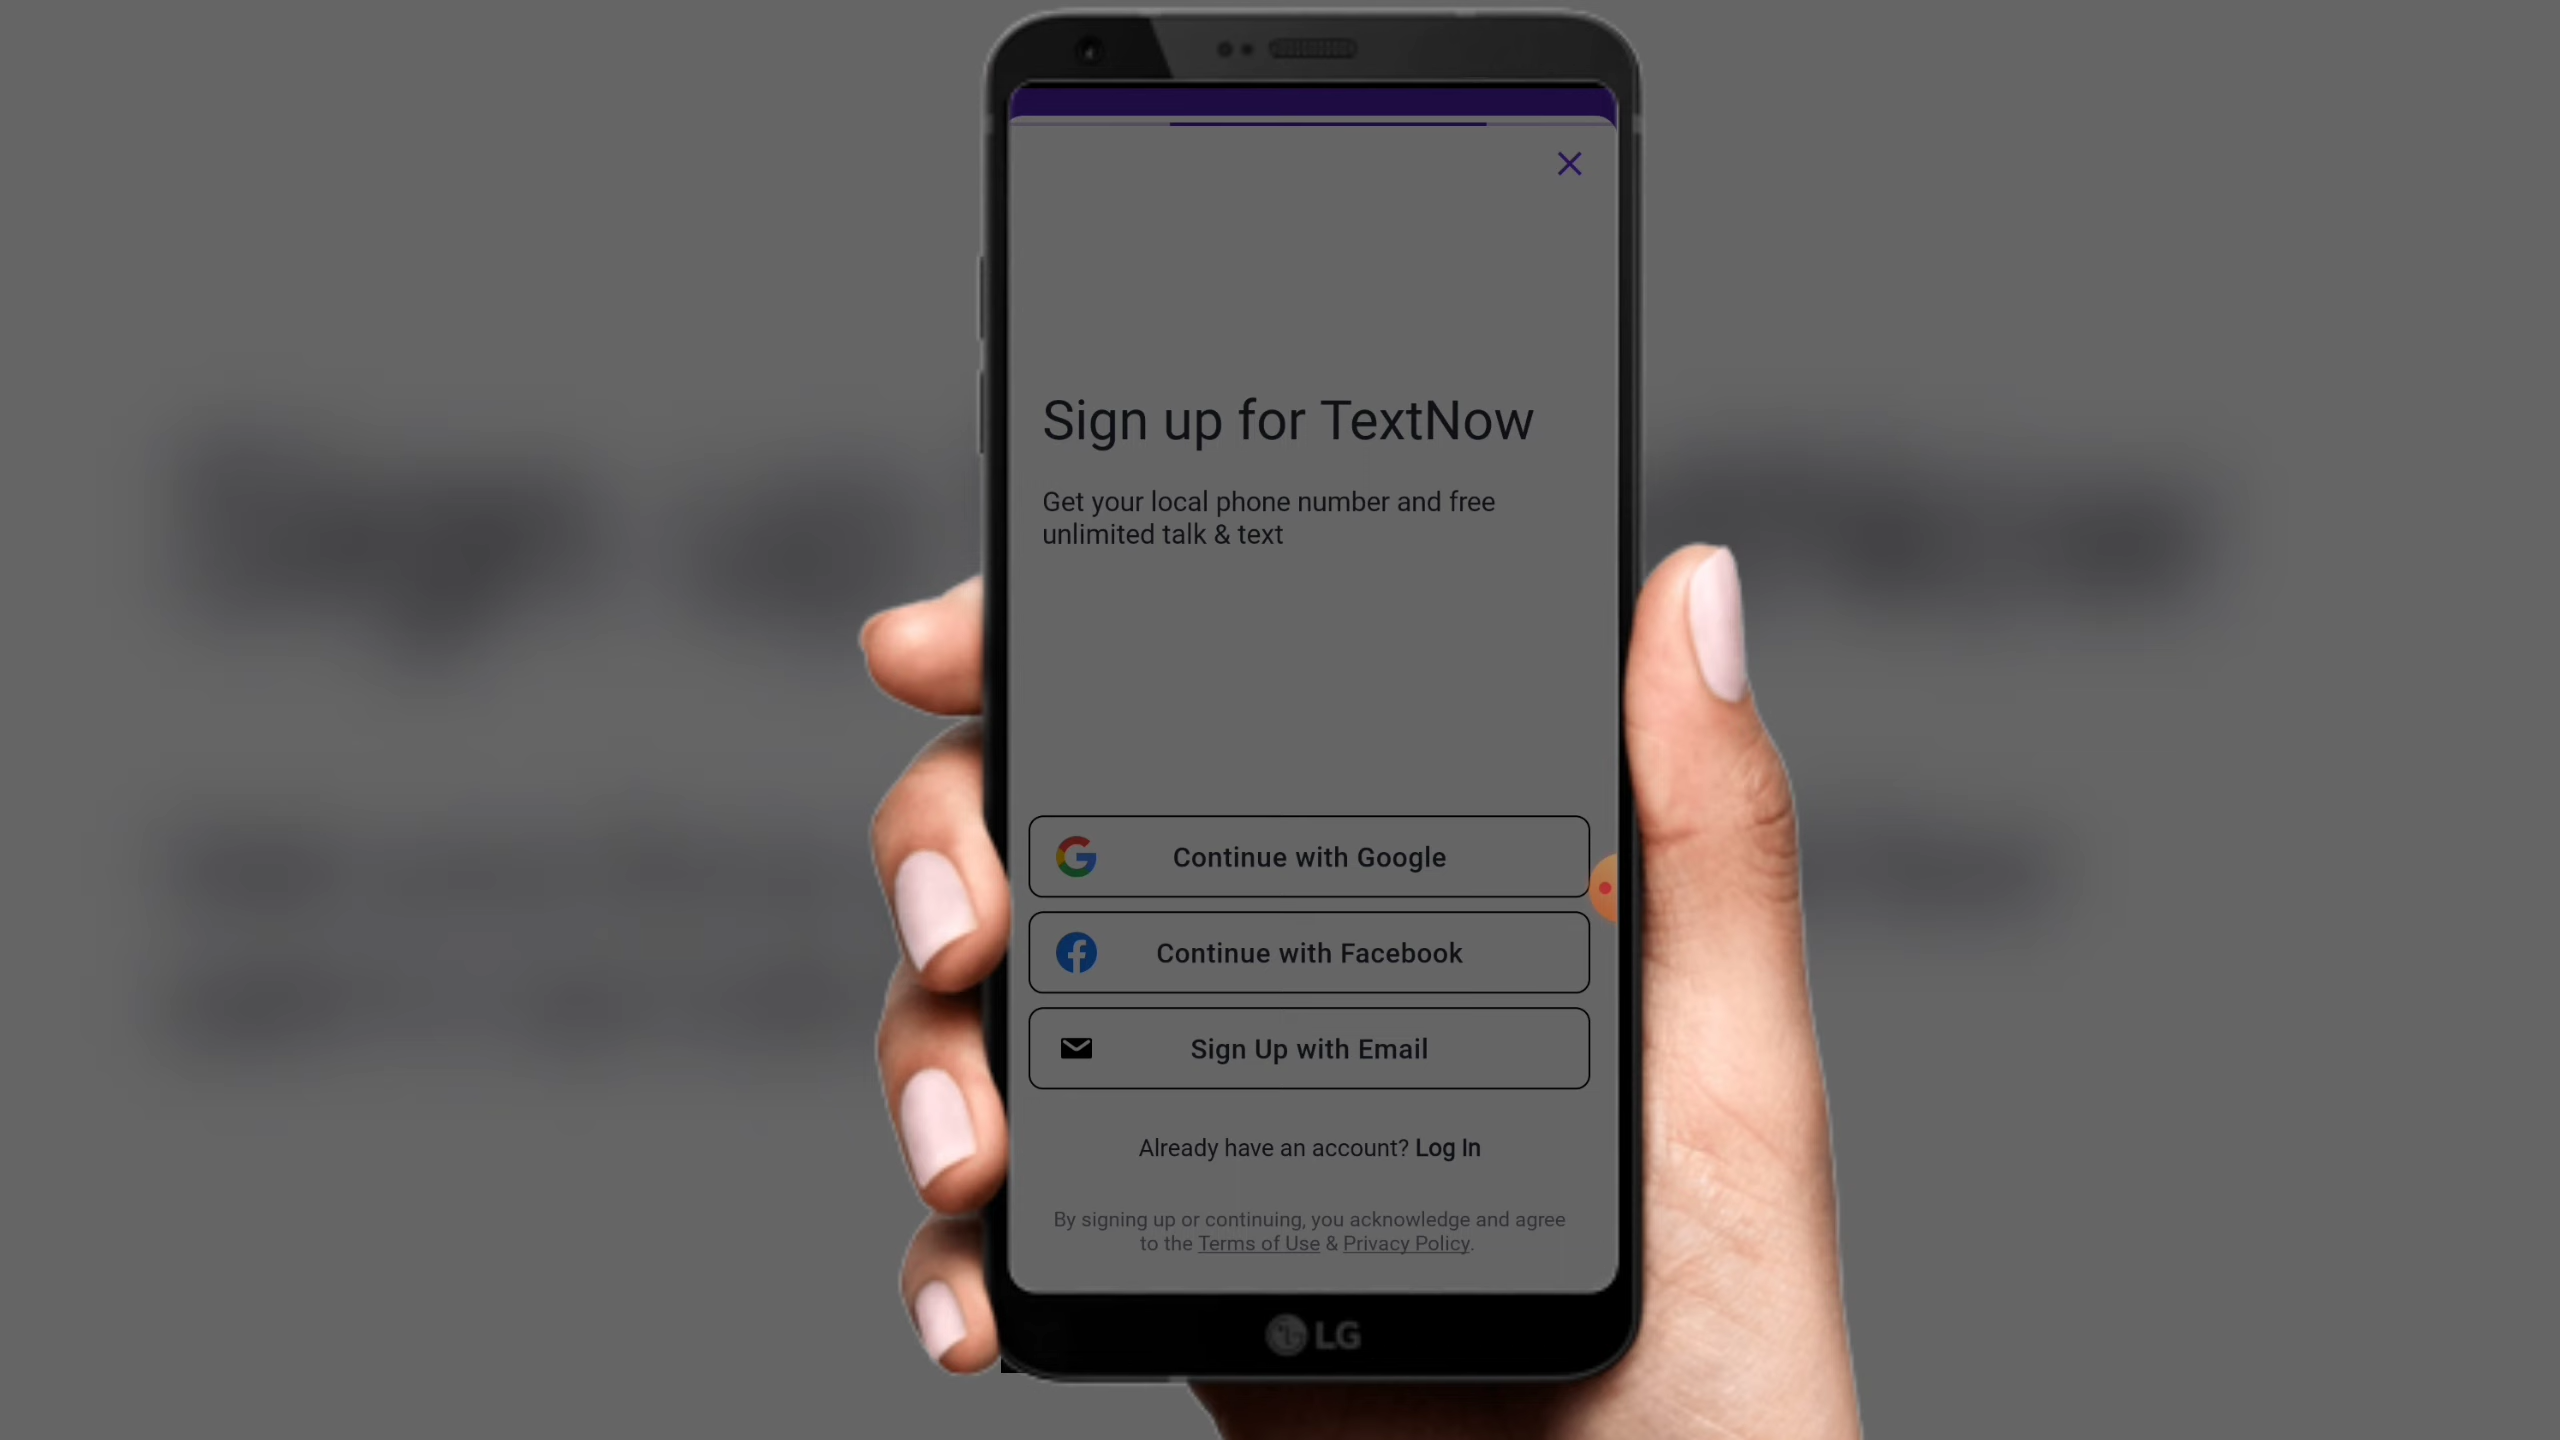 Sign up for TextNow
Get your local phone number and free
unlimited talk & text
Continue with Google
Continue with Facebook
Sign Up with Email
Already have an account? Log In
By signing up or continuing, you acknowledge and agree
to the Terms of Use & Privacy Policy.
LG